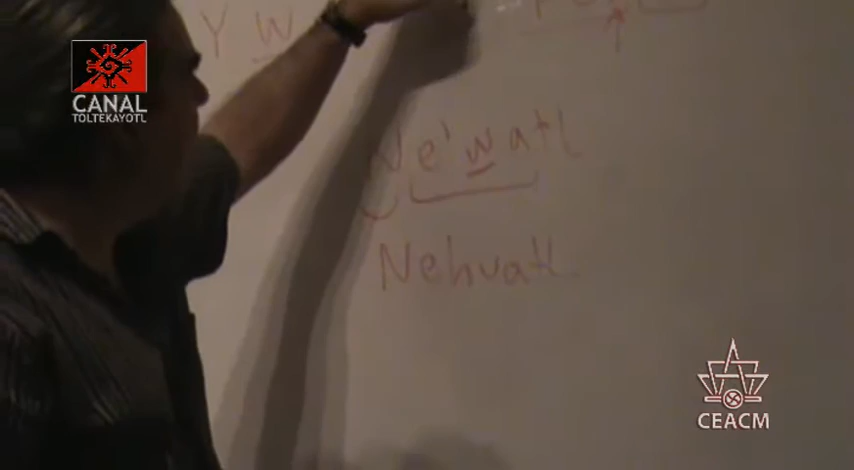 Y w
CANAL
TOLTEKAYOTL
Ne'watl
Nehuatl
CEACM